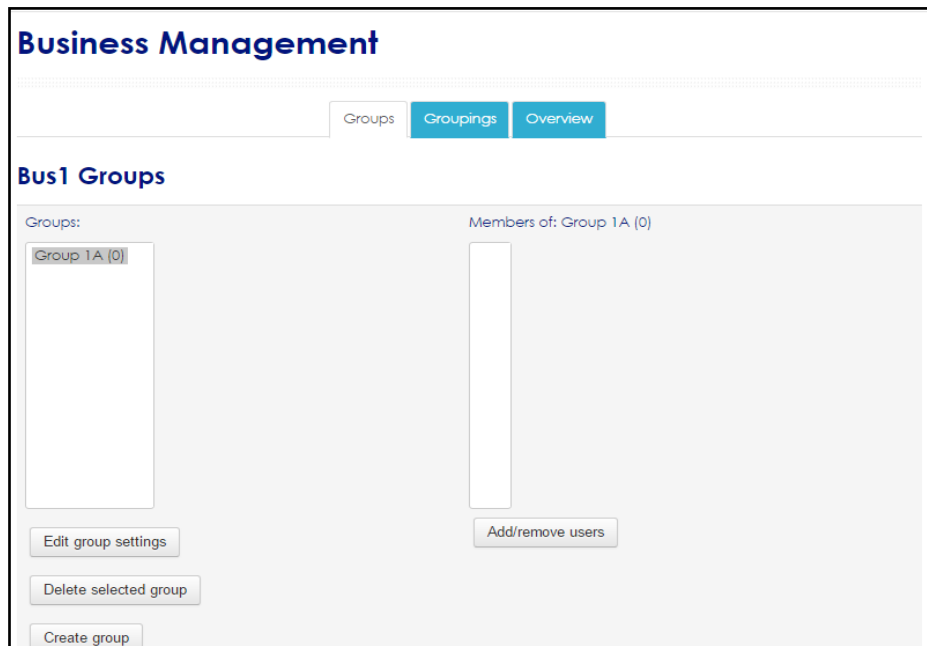 Business Management
Groups Groupings Overview
Bus1 Groups
Groups:
Group 1A (0)
Edit group settings
Delete selected group
Create group
Members of: Group 1A (0)
Add/remove users